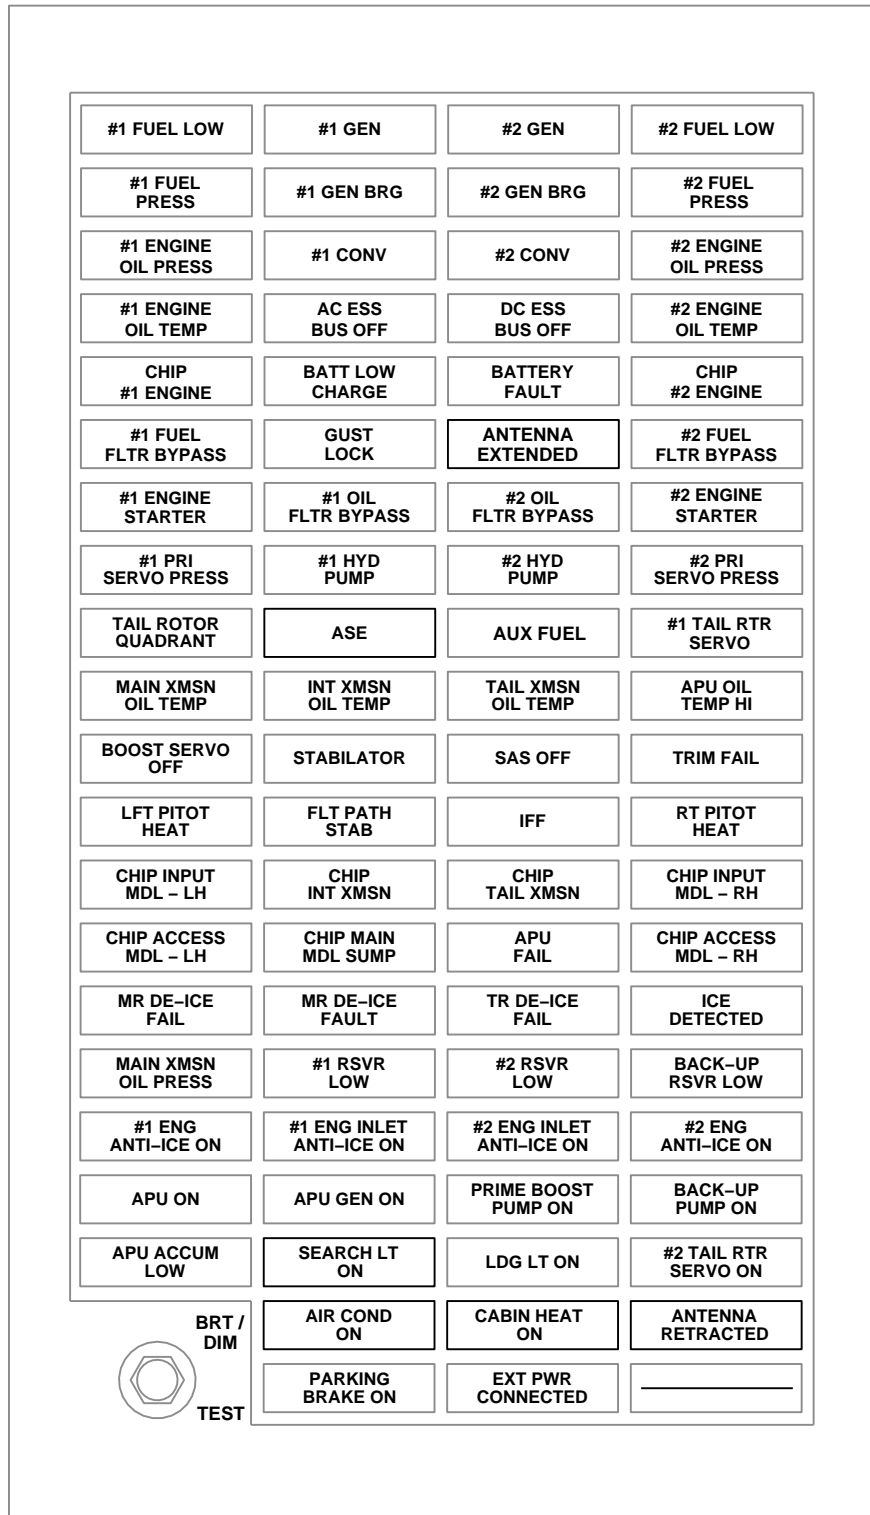 #1 FUEL LOW
#1 GEN
#2 GEN
#2 FUEL LOW
#1 FUEL
PRESS
#1 GEN BRG
#2 GEN BRG
#2 FUEL
PRESS
#1 ENGINE
OIL PRESS
#1 CONV
#2 CONV
#2 ENGINE
OIL PRESS
#1 ENGINE
OIL TEMP
AC ESS
BUS OFF
DC ESS
BUS OFF
#2 ENGINE
OIL TEMP
CHIP
#1 ENGINE
BATT LOW
CHARGE
BATTERY
FAULT
CHIP
#2 ENGINE
#1 FUEL
FLTR BYPASS
GUST
LOCK
ANTENNA
EXTENDED
#2 FUEL
FLTR BYPASS
#1 ENGINE
STARTER
#1 OIL
FLTR BYPASS
#2 OIL
FLTR BYPASS
#2 ENGINE
STARTER
#1 PRI
SERVO PRESS
#1 HYD
PUMP
#2 HYD
PUMP
#2 PRI
SERVO PRESS
TAIL ROTOR
QUADRANT
ASE
AUX FUEL
#1 TAIL RTR
SERVO
MAIN XMSN
OIL TEMP
INT XMSN
OIL TEMP
TAIL XMSN
OIL TEMP
APU OIL
TEMP HI
BOOST SERVO
OFF
STABILATOR
SAS OFF
TRIM FAIL
LFT PITOT
HEAT
FLT PATH
STAB
IFF
RT PITOT
HEAT
CHIP INPUT
MDL – LH
CHIP
INT XMSN
CHIP
TAIL XMSN
CHIP INPUT
MDL – RH
CHIP ACCESS
MDL – LH
CHIP MAIN
MDL SUMP
APU
FAIL
CHIP ACCESS
MDL – RH
MR DE–ICE
FAIL
MR DE–ICE
FAULT
TR DE–ICE
FAIL
ICE
DETECTED
MAIN XMSN
OIL PRESS
#1 RSVR
LOW
#2 RSVR
LOW
BACK–UP
RSVR LOW
#1 ENG
ANTI–ICE ON
#1 ENG INLET
ANTI–ICE ON
#2 ENG INLET
ANTI–ICE ON
#2 ENG
ANTI–ICE ON
APU ON
APU GEN ON
PRIME BOOST
PUMP ON
BACK–UP
PUMP ON
APU ACCUM
LOW
SEARCH LT
ON
LDG LT ON
#2 TAIL RTR
SERVO ON
BRT /
DIM
AIR COND
ON
CABIN HEAT
ON
ANTENNA
RETRACTED
TEST
PARKING
BRAKE ON
EXT PWR
CONNECTED